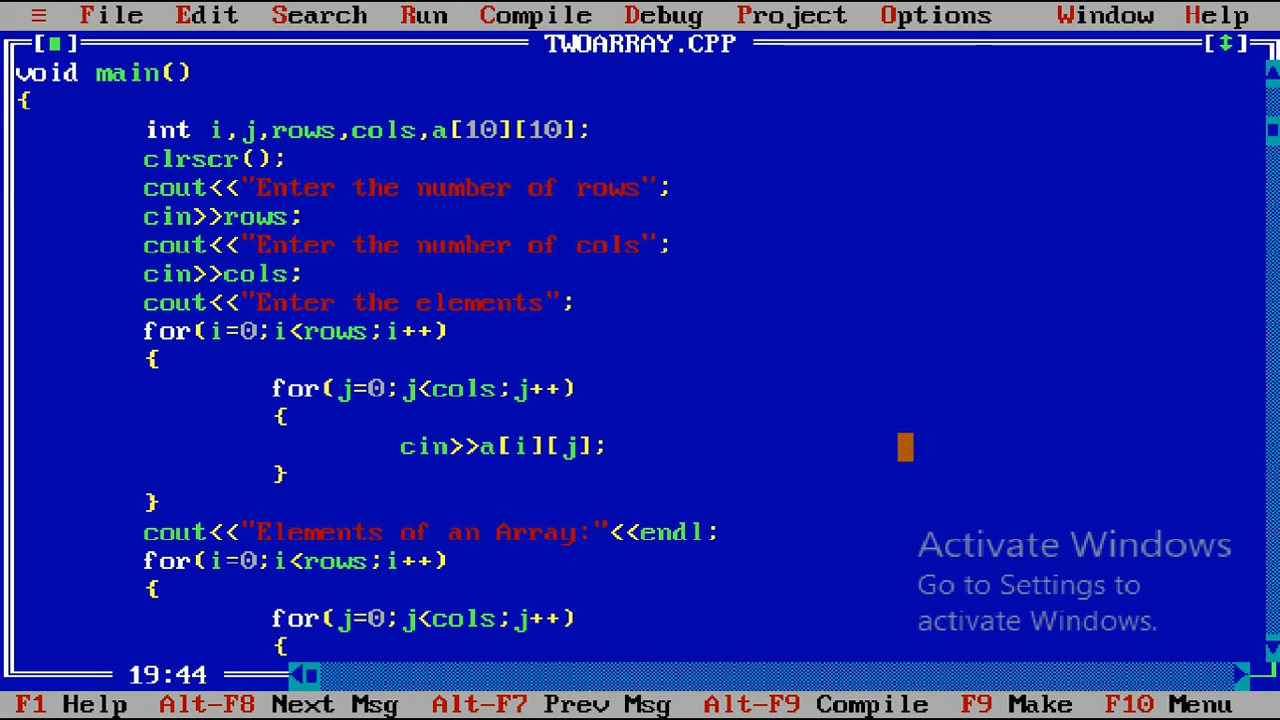 ≡ File Edit Search Run Compile Debug Project Options Window Help
[■] TWOARRAY.CPP [↕]
void main()
{
int i,j,rows,cols,a[10][10];
clrscr();
cout<<"Enter the number of rows";
cin>>rows;
cout<<"Enter the number of cols";
cin>>cols;
cout<<"Enter the elements";
for(i=0;i<rows;i++)
{
for(j=0;j<cols;j++)
{
cin>>a[i][j];
}
}
cout<<"Elements of an Array:"<<endl;
for(i=0;i<rows;i++)
{
for(j=0;j<cols;j++)
{
Activate Windows
Go to Settings to
activate Windows.
19:44
F1 Help Alt-F8 Next Msg Alt-F7 Prev Msg Alt-F9 Compile F9 Make F10 Menu